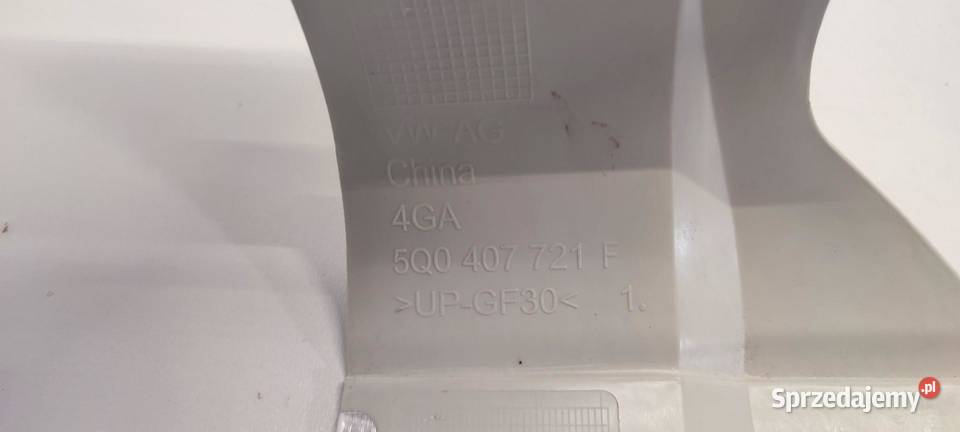 VW AG
China
4GA
5Q0 407 721 F
>UP-GF30< 1.
Sprzedajemy .pl